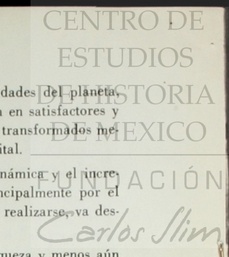 CENTRO DE
ESTUDIOS
dades del planeta,
n en satisfactores y
DE HISTORIA
transformados me-
DE MEXICO
ital.
námica y el incre-
FUNDACIÓN
ncipalmente por el
realizarse, va des-
Carlos Slim
queza y menos aún